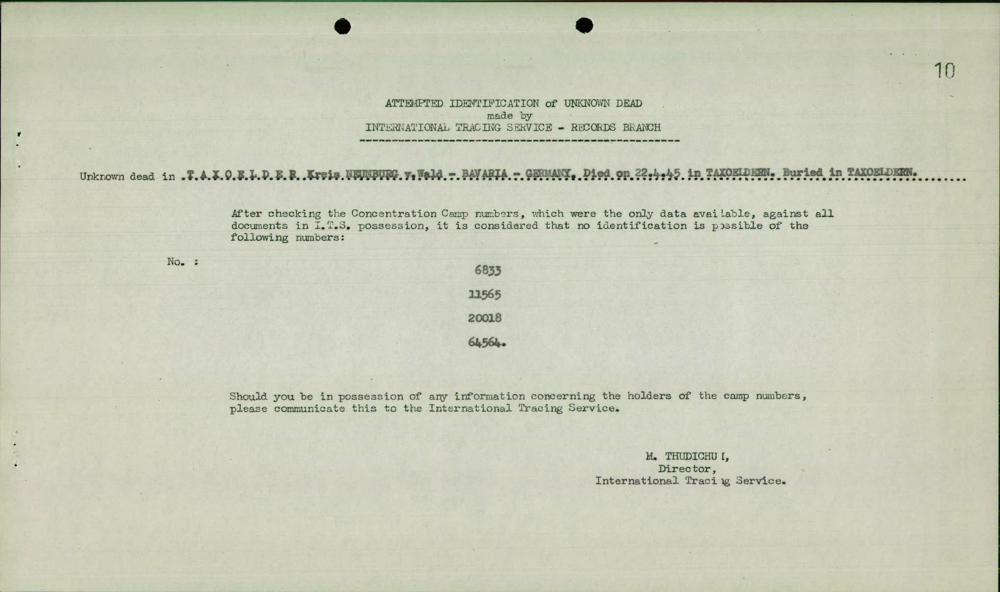 10
ATTEMPTED IDENTIFICATION of UNKNOWN DEAD
made by
INTERNATIONAL TRACING SERVICE - RECORDS BRANCH
Unknown dead in T.A.X.O.E.L.D.E.R.N. Kreis NEUNBURG v. Wald - BAVARIA - GERMANY. Died on 22.4.45 in TAXOELDERN. Buried in TAXOELDERN.
After checking the Concentration Camp numbers, which were the only data available, against all
documents in I.T.S. possession, it is considered that no identification is possible of the
following numbers:
No. :
6833
11565
20018
64564.
Should you be in possession of any information concerning the holders of the camp numbers,
please communicate this to the International Tracing Service.
M. THUDICHUM,
Director,
International Tracing Service.